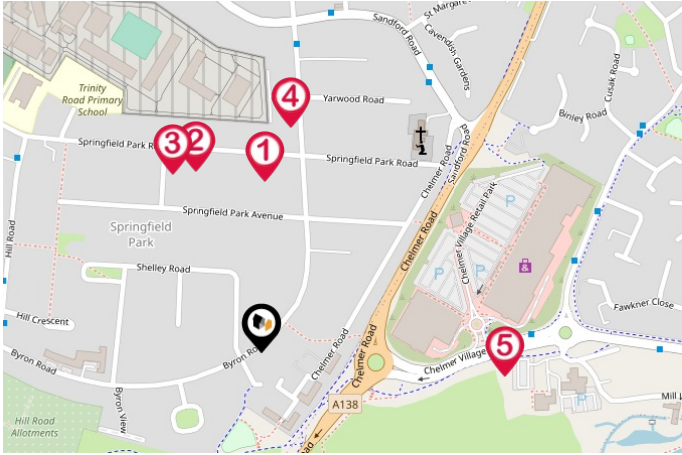 St Margaret
Sandford Road
Cavendish Gardens
Cusak Road
Trinity
Road Primary
School
4
Yarwood Road
Binley Road
3
2
1
Springfield Park R
Springfield Park Road
Chelmer Road
Sandford Road
Hill Road
Springfield Park Avenue
Springfield
Park
Chelmer Road
Chelmer Village Retail Park
P
P
P
Shelley Road
Hill Crescent
Fawkner Close
Byron Road
Byron Ro
Chelmer Road
Chelmer Road
5
Chelmer Village
Byron View
A138
P
Mill
Hill Road
Allotments
Road